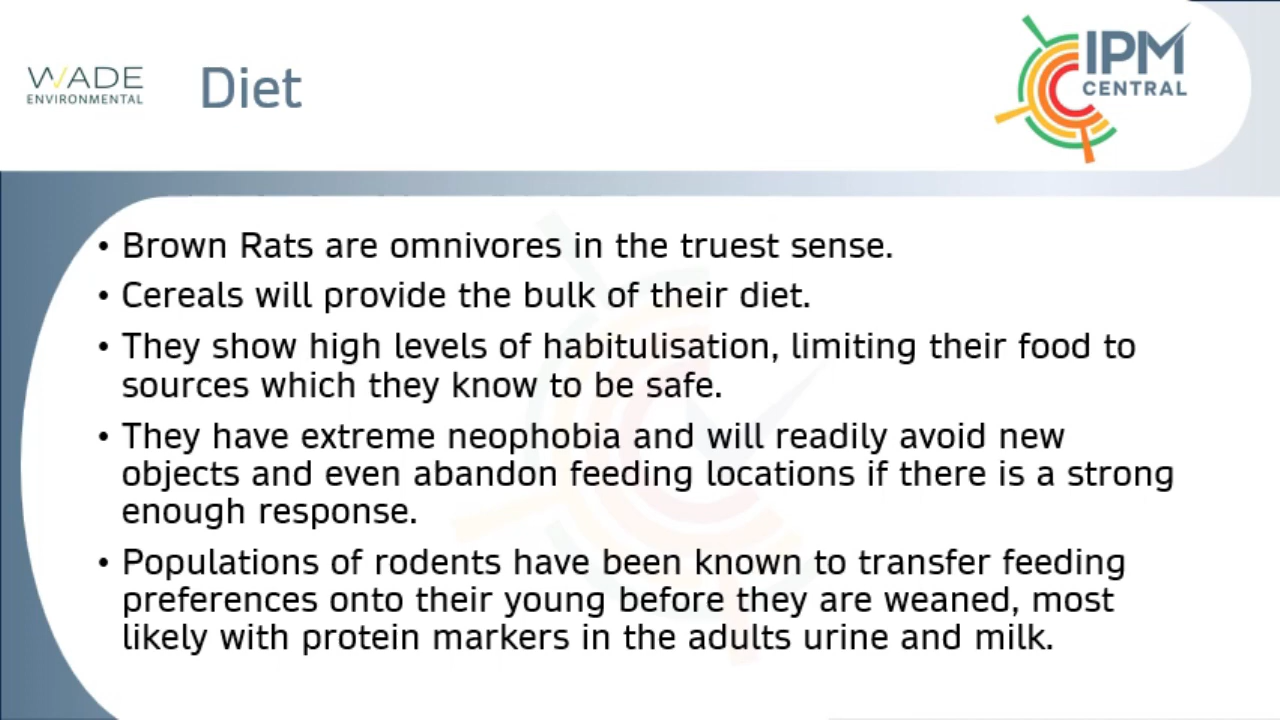 WADE
ENVIRONMENTAL
Diet
IPM
CENTRAL
• Brown Rats are omnivores in the truest sense.
• Cereals will provide the bulk of their diet.
• They show high levels of habitulisation, limiting their food to
sources which they know to be safe.
• They have extreme neophobia and will readily avoid new
objects and even abandon feeding locations if there is a strong
enough response.
• Populations of rodents have been known to transfer feeding
preferences onto their young before they are weaned, most
likely with protein markers in the adults urine and milk.